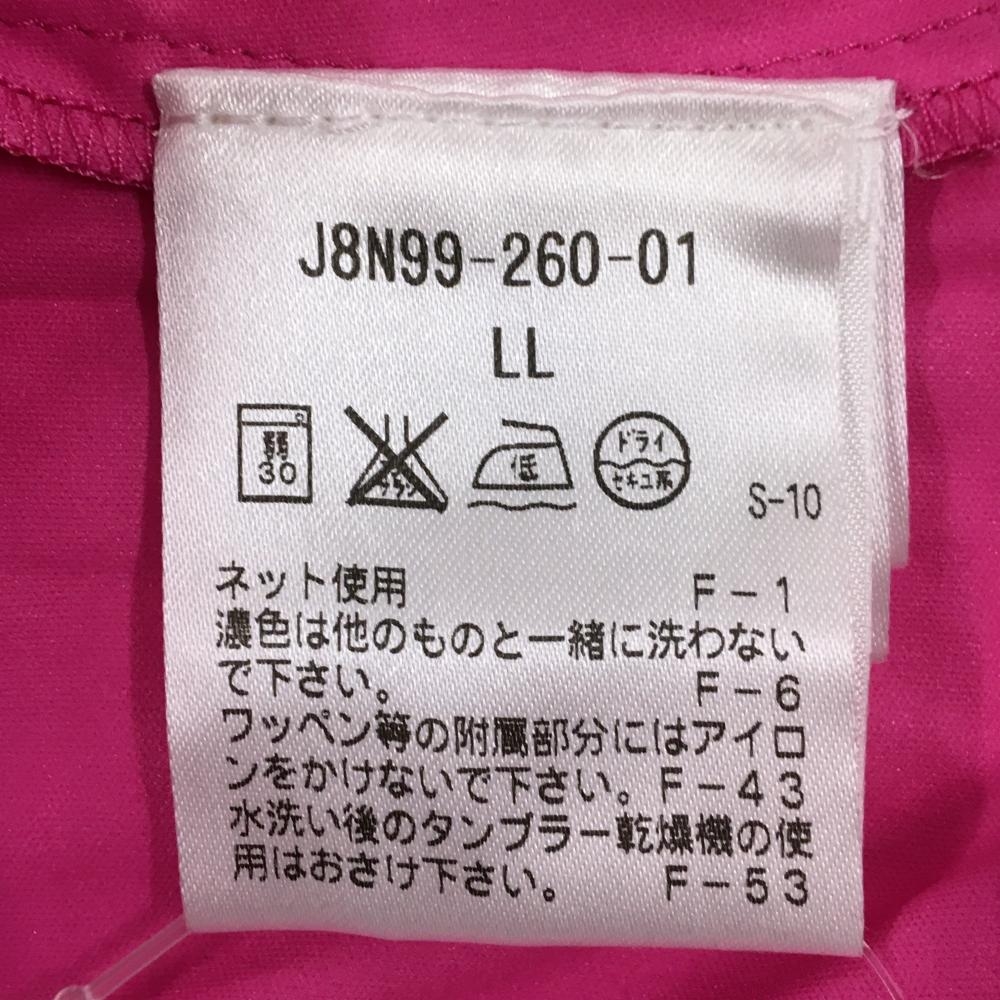 J8N99-260-01
LL
弱 30 低 ドライ セキユ系
S-10
ネット使用 F-1
濃色は他のものと一緒に洗わない
で下さい。 F-6
ワッペン等の附属部分にはアイロ
ンをかけないで下さい。F-43
水洗い後のタンブラー乾燥機の使
用はおさけ下さい。 F-53